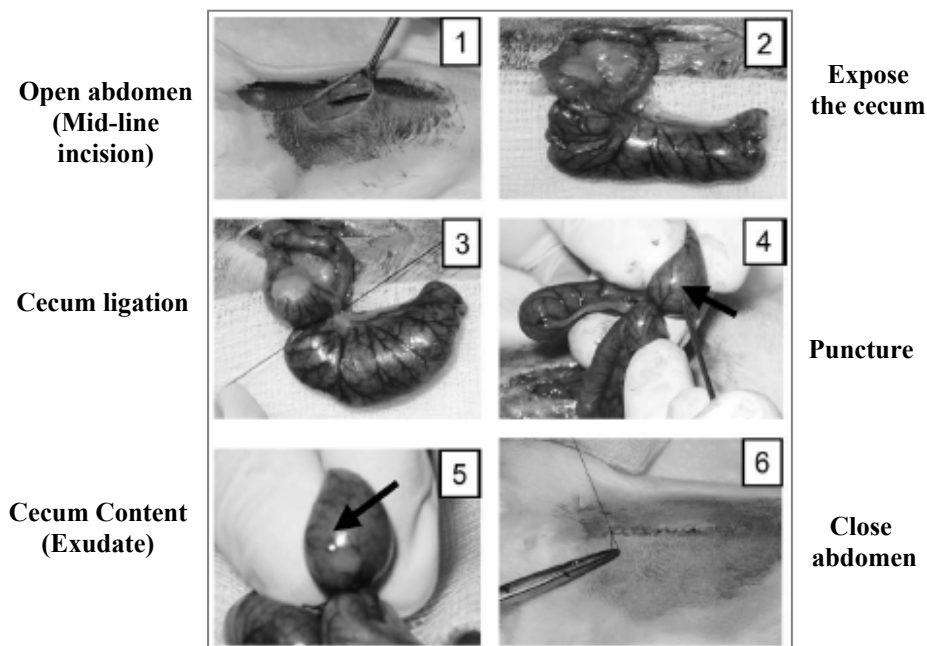 Open abdomen
(Mid-line
incision)
1
2
Expose
the cecum
Cecum ligation
3
4
Puncture
Cecum Content
(Exudate)
5
6
Close
abdomen